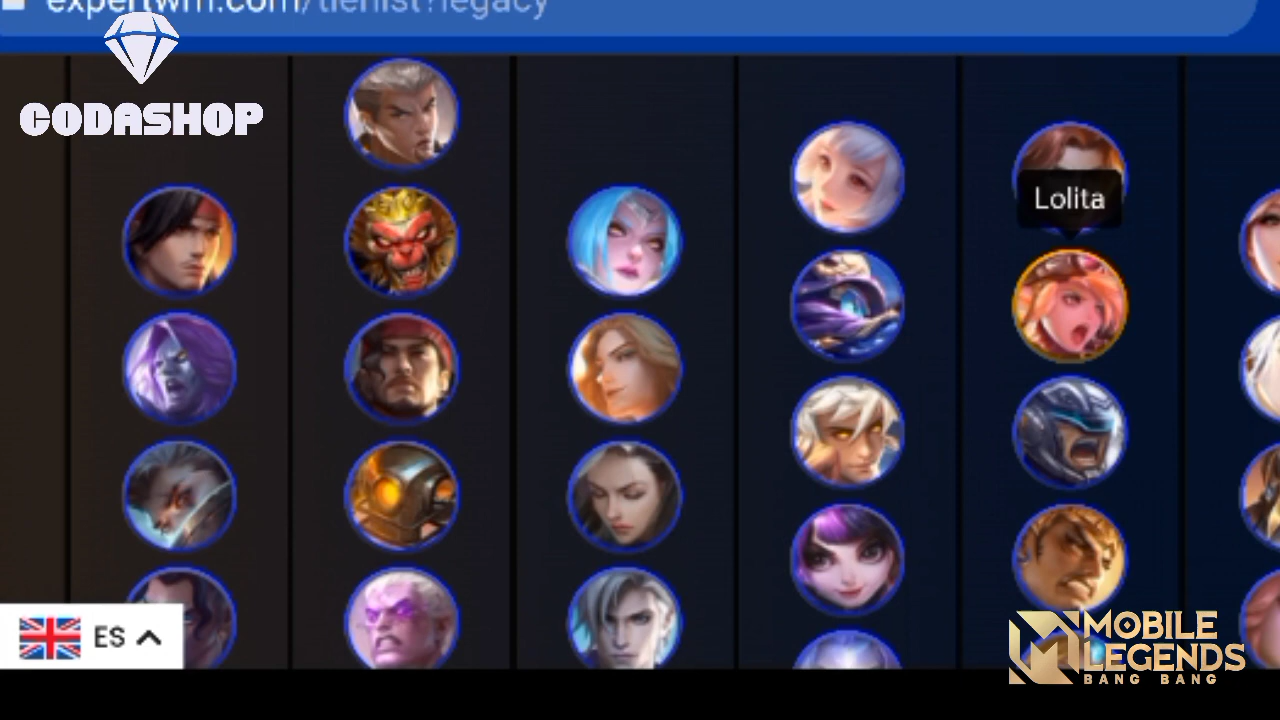 expertwm.com/tierlist?legacy
CODASHOP
Lolita
ES
MOBILE
LEGENDS
BANG BANG